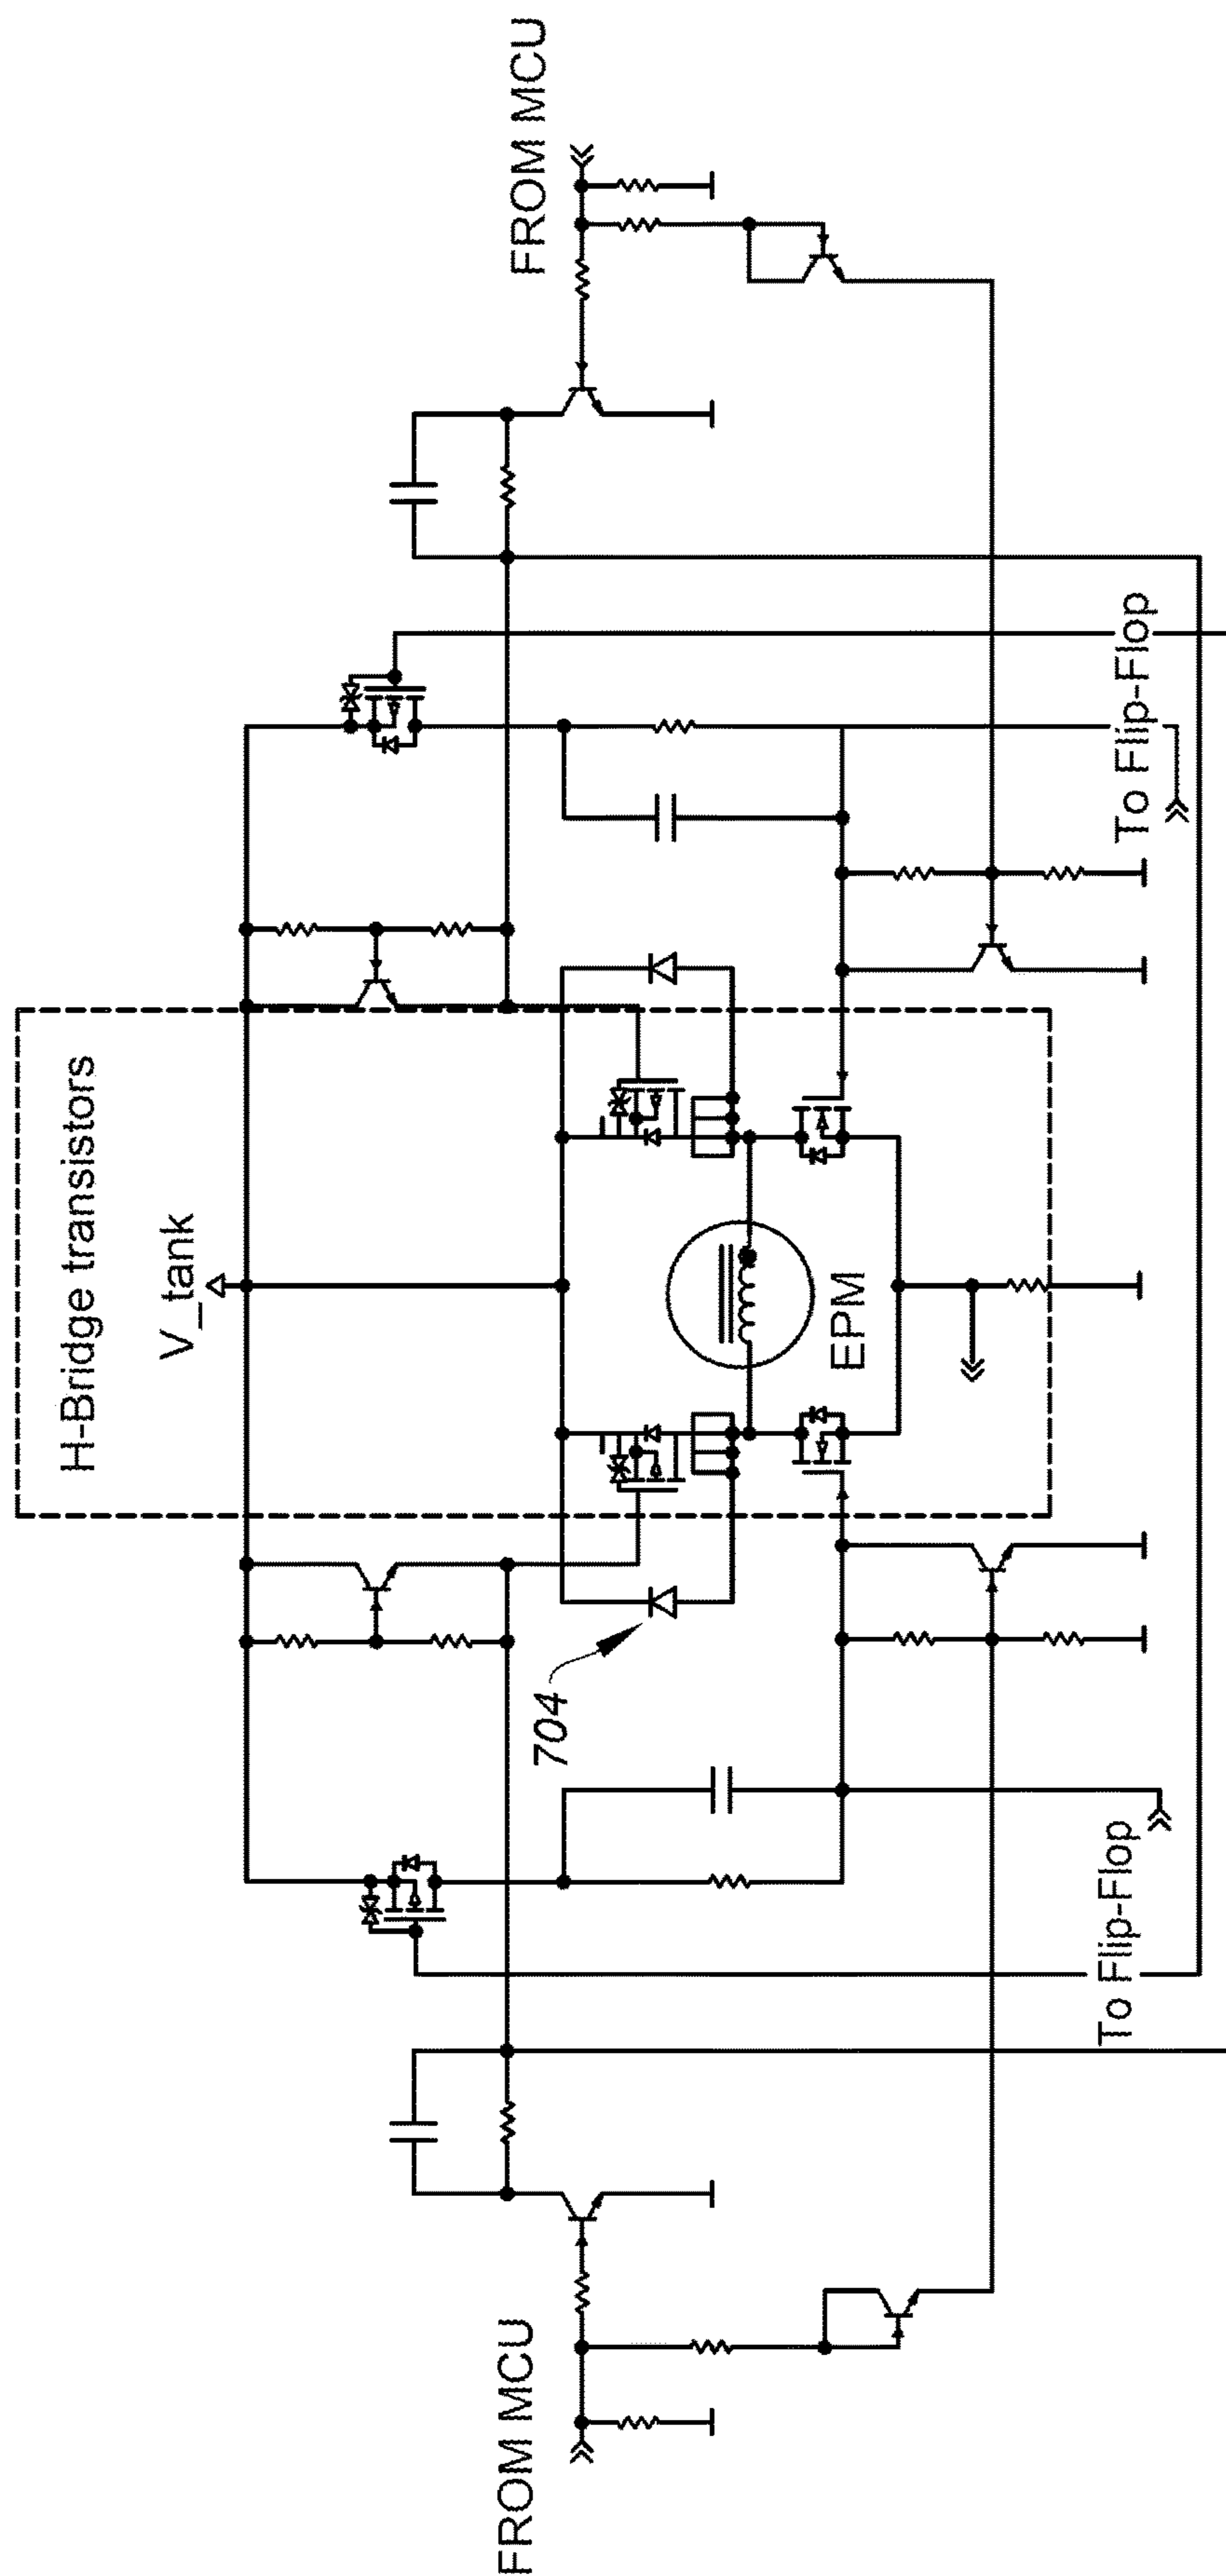 H-Bridge transistors
V_tank
FROM MCU
FROM MCU
704
EPM
To Flip-Flop
To Flip-Flop